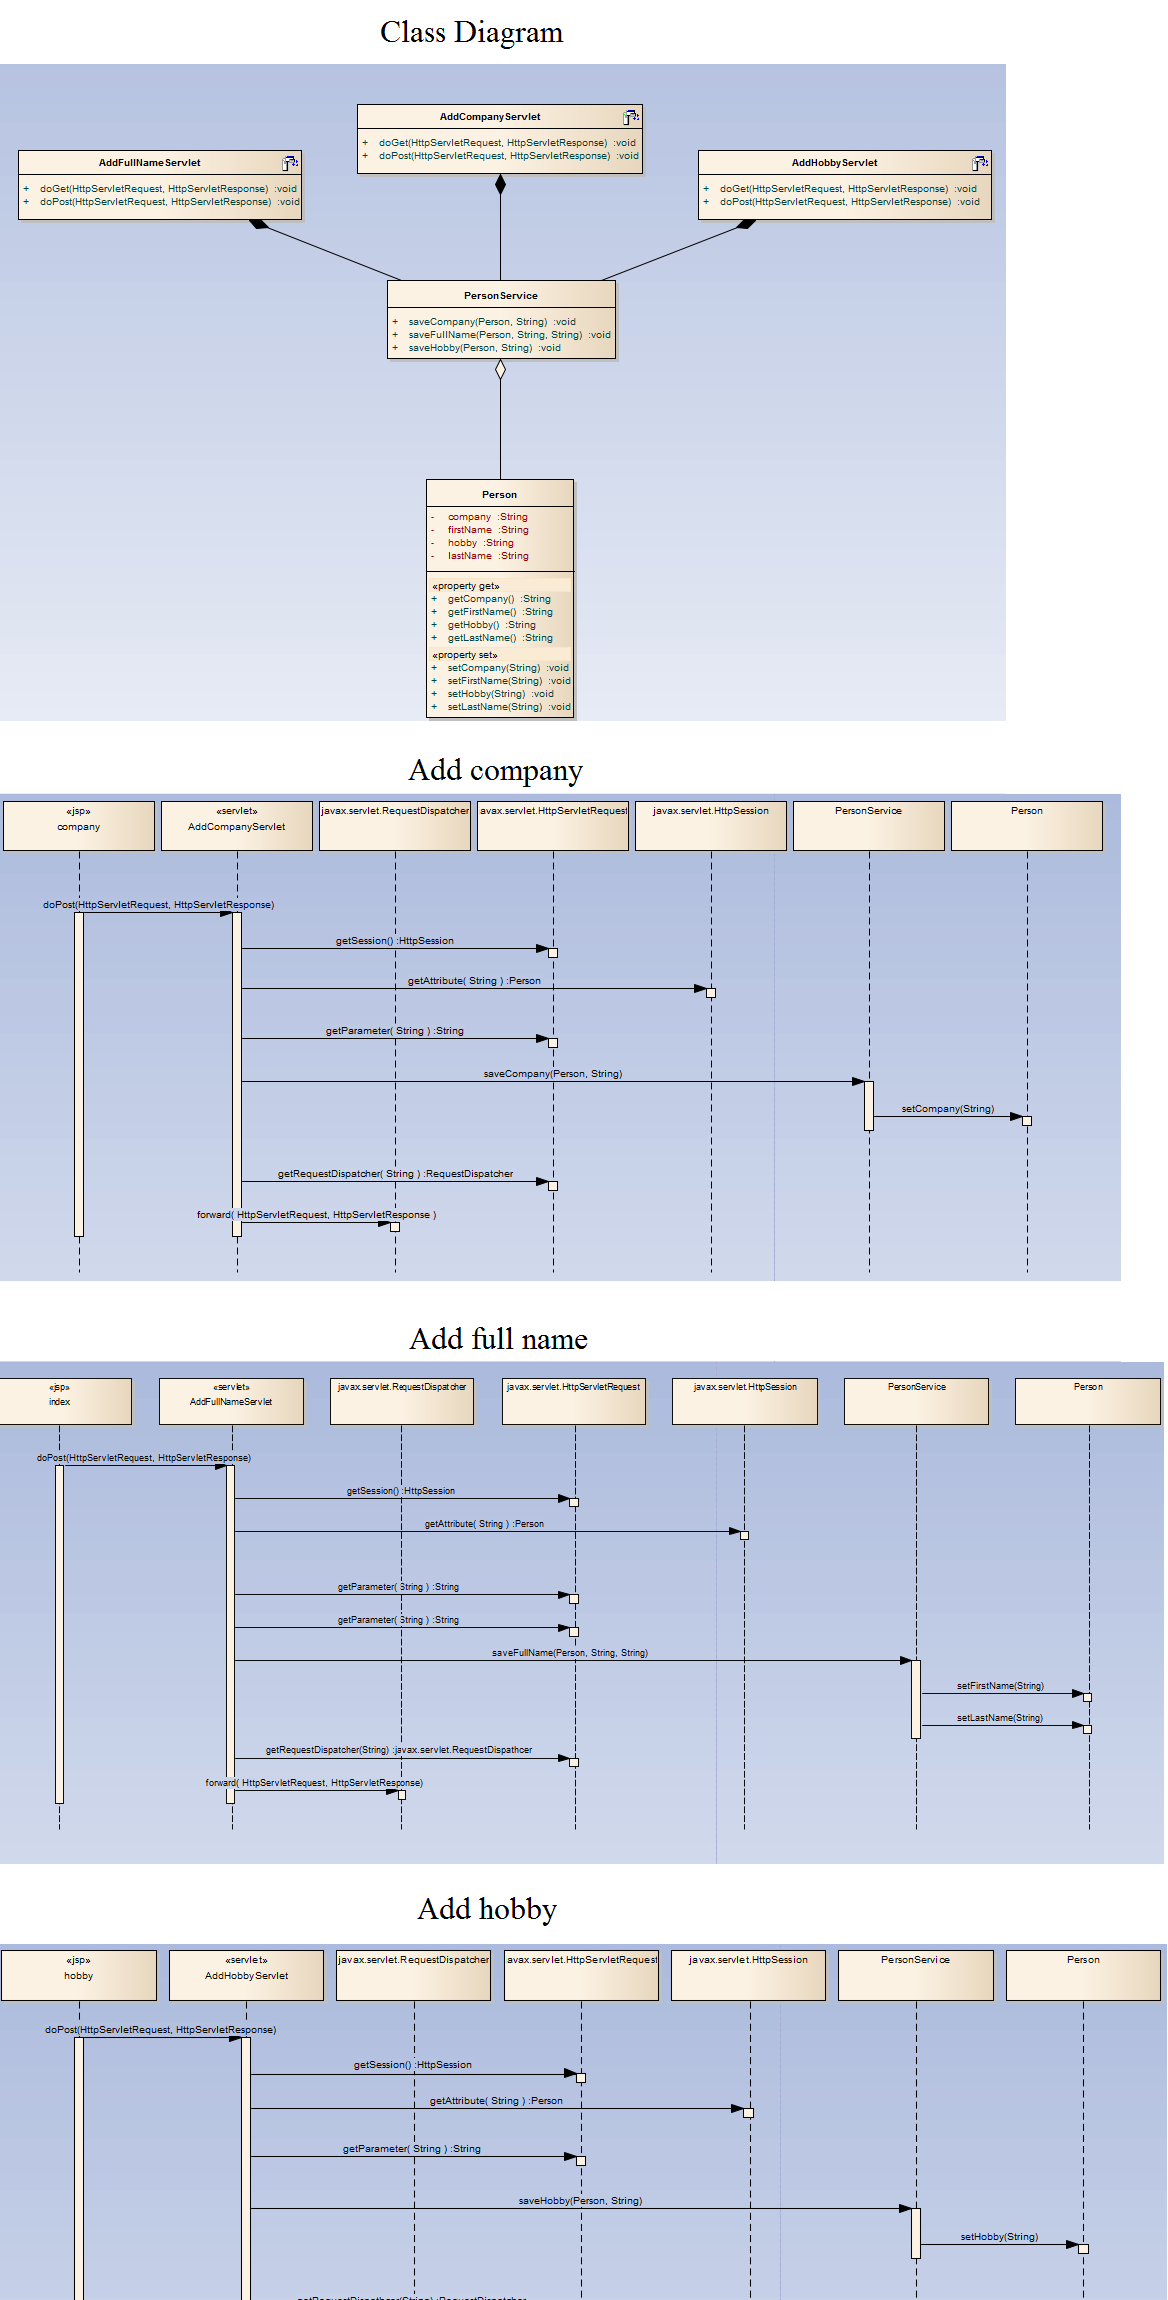 Class Diagram
AddCompanyServlet
+ doGet(HttpServletRequest, HttpServletResponse) :void
+ doPost(HttpServletRequest, HttpServletResponse) :void
AddFullNameServlet
+ doGet(HttpServletRequest, HttpServletResponse) :void
+ doPost(HttpServletRequest, HttpServletResponse) :void
AddHobbyServlet
+ doGet(HttpServletRequest, HttpServletResponse) :void
+ doPost(HttpServletRequest, HttpServletResponse) :void
PersonService
+ saveCompany(Person, String) :void
+ saveFullName(Person, String, String) :void
+ saveHobby(Person, String) :void
Person
- company :String
- firstName :String
- hobby :String
- lastName :String
«property get»
+ getCompany() :String
+ getFirstName() :String
+ getHobby() :String
+ getLastName() :String
«property set»
+ setCompany(String) :void
+ setFirstName(String) :void
+ setHobby(String) :void
+ setLastName(String) :void
Add company
«jsp»
company
«servlet»
AddCompanyServlet
javax.servlet.RequestDispatcher
avax.servlet.HttpServletRequest
javax.servlet.HttpSession
PersonService
Person
doPost(HttpServletRequest, HttpServletResponse)
getSession() :HttpSession
getAttribute( String ) :Person
getParameter( String ) :String
saveCompany(Person, String)
setCompany(String)
getRequestDispatcher( String ) :RequestDispatcher
forward( HttpServletRequest, HttpServletResponse )
Add full name
«jsp»
index
«servlet»
AddFullNameServlet
javax.servlet.RequestDispatcher
javax.servlet.HttpServletRequest
javax.servlet.HttpSession
PersonService
Person
doPost(HttpServletRequest, HttpServletResponse)
getSession() :HttpSession
getAttribute( String ) :Person
getParameter( String ) :String
getParameter( String ) :String
saveFullName(Person, String, String)
setFirstName(String)
setLastName(String)
getRequestDispatcher(String) :javax.servlet.RequestDispathcer
forward( HttpServletRequest, HttpServletResponse)
Add hobby
«jsp»
hobby
«servlet»
AddHobbyServlet
javax.servlet.RequestDispatcher
avax.servlet.HttpServletRequest
javax.servlet.HttpSession
PersonService
Person
doPost(HttpServletRequest, HttpServletResponse)
getSession() :HttpSession
getAttribute( String ) :Person
getParameter( String ) :String
saveHobby(Person, String)
setHobby(String)